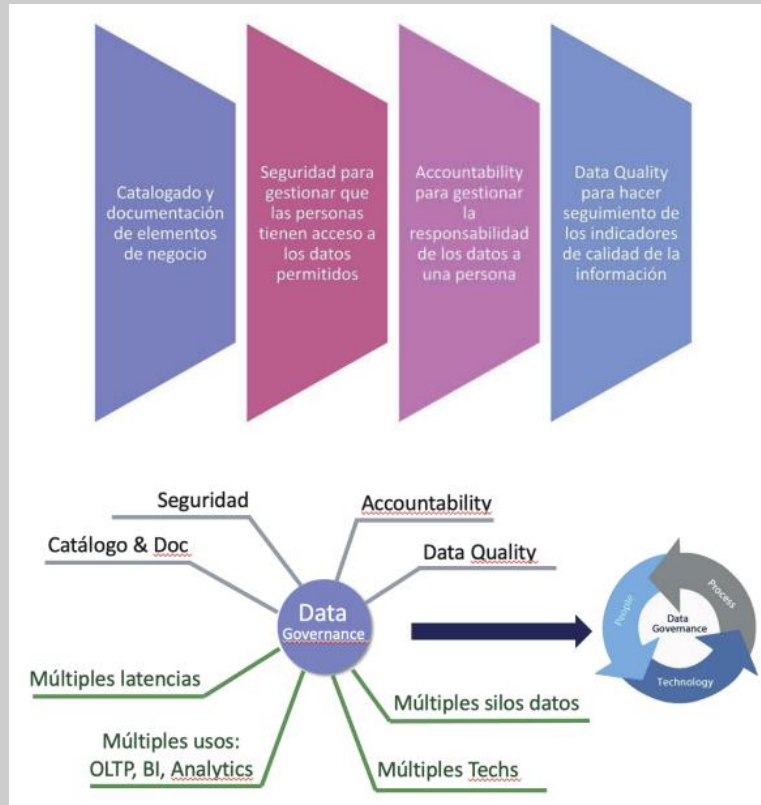 Catalogado y
documentación
de elementos
de negocio
Seguridad para
gestionar que
las personas
tienen acceso a
los datos
permitidos
Accountability
para gestionar
la
responsabilidad
de los datos a
una persona
Data Quality
para hacer
seguimiento de
los indicadores
de calidad de la
información
Seguridad
Accountability
Catálogo & Doc
Data Quality
Data
Governance
Múltiples latencias
Múltiples silos datos
Múltiples usos:
OLTP, BI, Analytics
Múltiples Techs
People
Process
Data
Governance
Technology